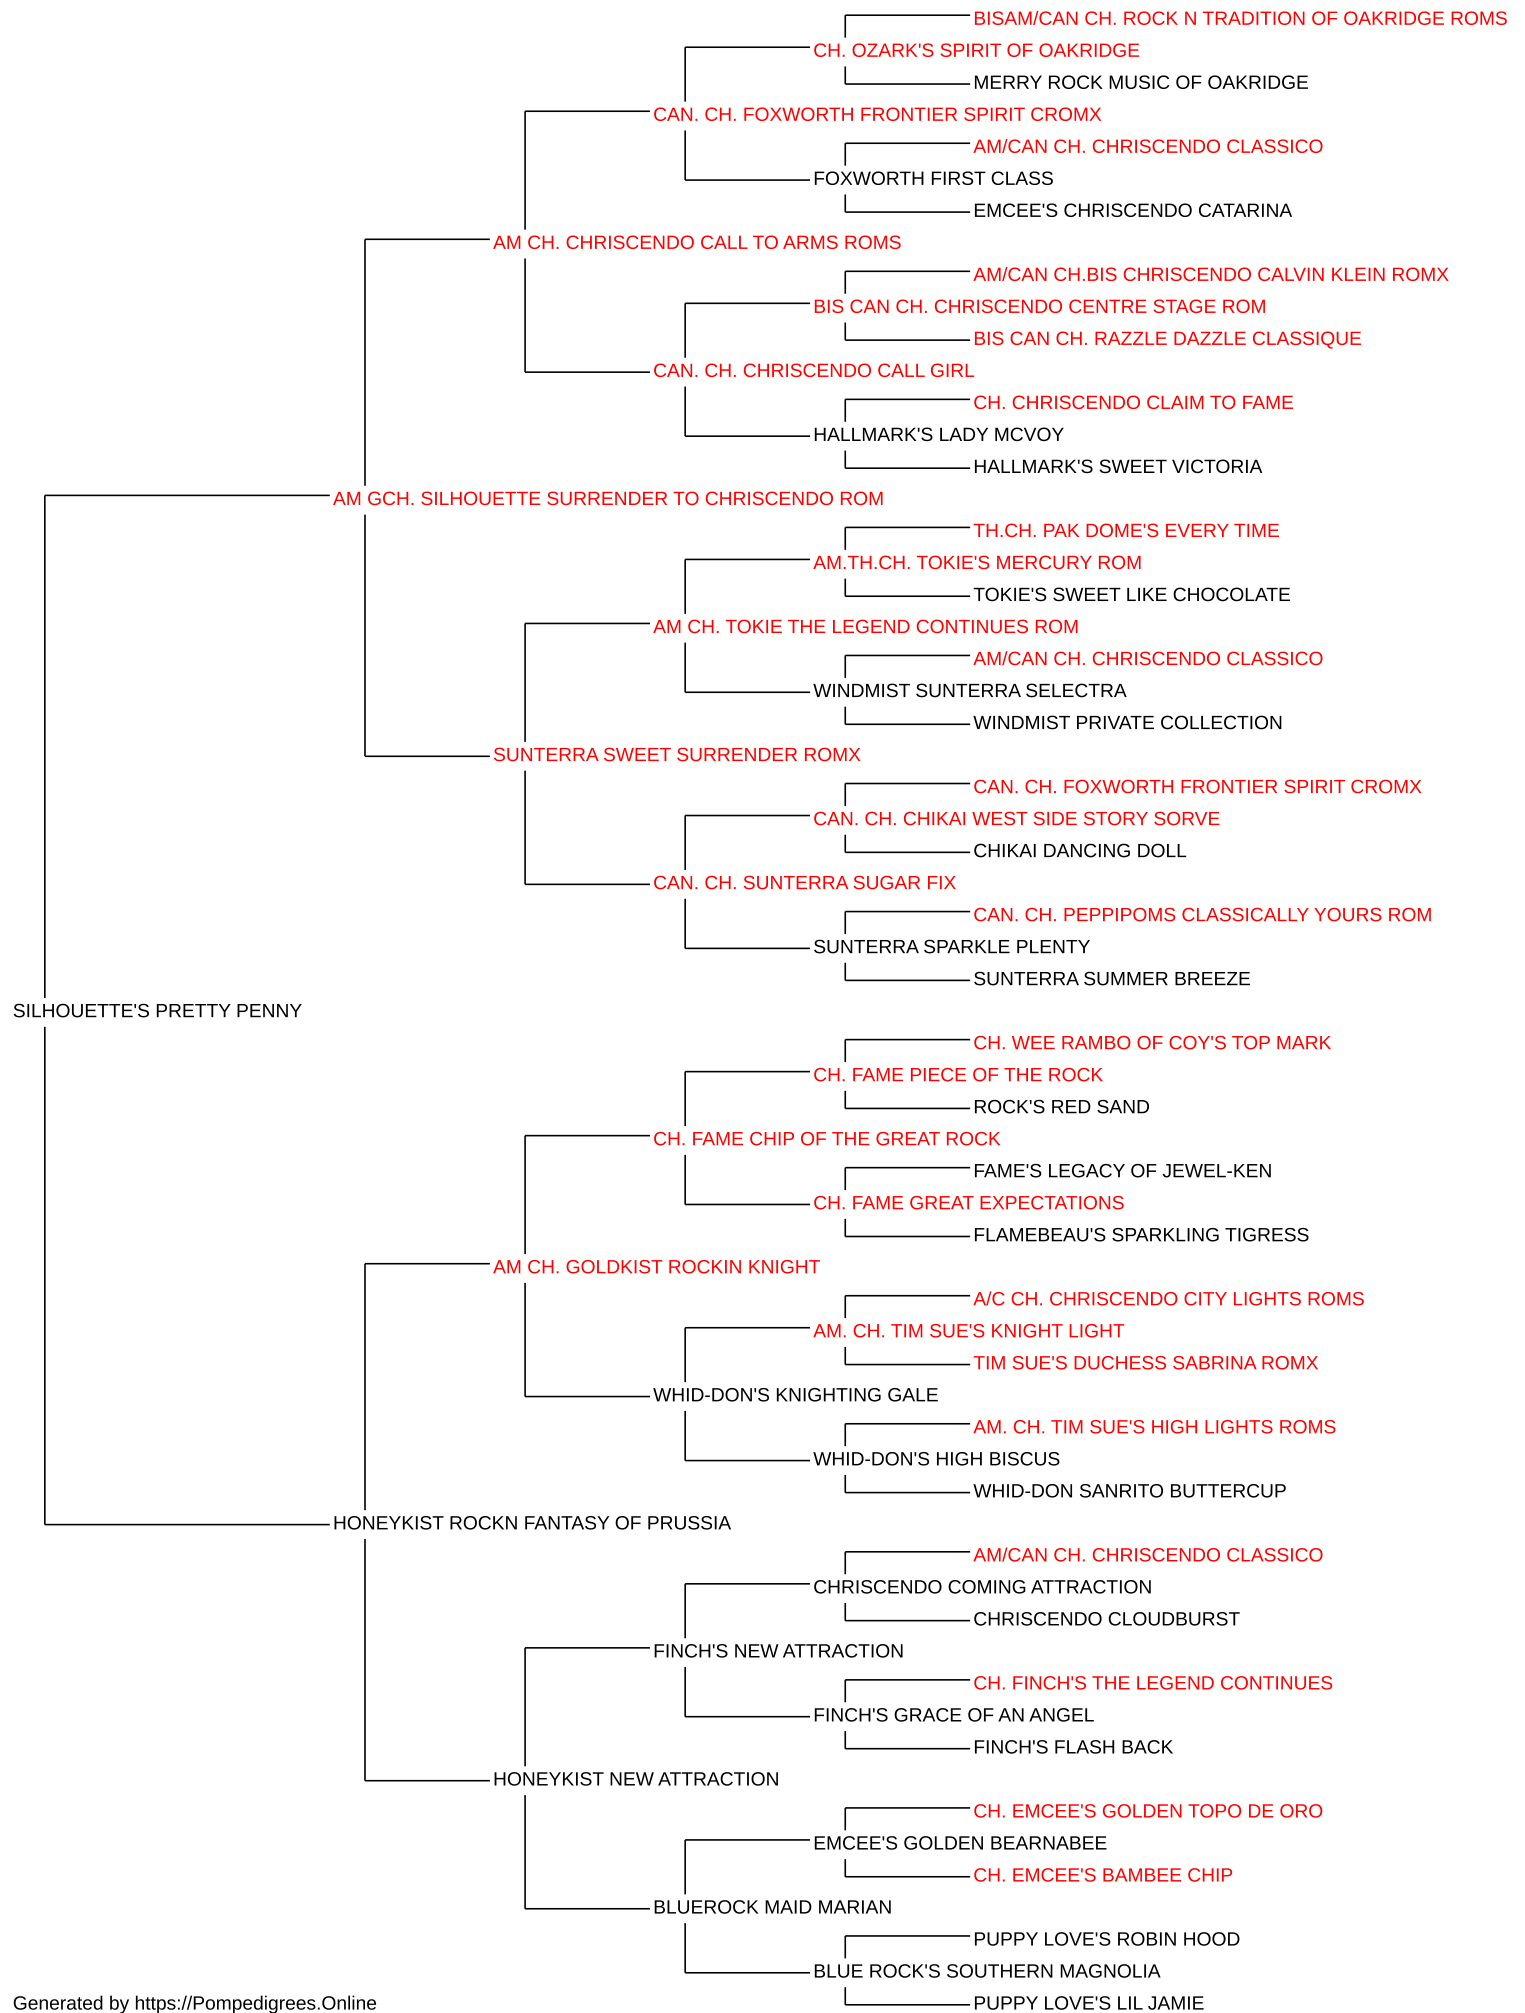 BISAM/CAN CH. ROCK N TRADITION OF OAKRIDGE ROMS
CH. OZARK'S SPIRIT OF OAKRIDGE
MERRY ROCK MUSIC OF OAKRIDGE
CAN. CH. FOXWORTH FRONTIER SPIRIT CROMX
AM/CAN CH. CHRISCENDO CLASSICO
FOXWORTH FIRST CLASS
EMCEE'S CHRISCENDO CATARINA
AM CH. CHRISCENDO CALL TO ARMS ROMS
AM/CAN CH.BIS CHRISCENDO CALVIN KLEIN ROMX
BIS CAN CH. CHRISCENDO CENTRE STAGE ROM
BIS CAN CH. RAZZLE DAZZLE CLASSIQUE
CAN. CH. CHRISCENDO CALL GIRL
CH. CHRISCENDO CLAIM TO FAME
HALLMARK'S LADY MCVOY
HALLMARK'S SWEET VICTORIA
AM GCH. SILHOUETTE SURRENDER TO CHRISCENDO ROM
TH.CH. PAK DOME'S EVERY TIME
AM.TH.CH. TOKIE'S MERCURY ROM
TOKIE'S SWEET LIKE CHOCOLATE
AM CH. TOKIE THE LEGEND CONTINUES ROM
AM/CAN CH. CHRISCENDO CLASSICO
WINDMIST SUNTERRA SELECTRA
WINDMIST PRIVATE COLLECTION
SUNTERRA SWEET SURRENDER ROMX
CAN. CH. FOXWORTH FRONTIER SPIRIT CROMX
CAN. CH. CHIKAI WEST SIDE STORY SORVE
CHIKAI DANCING DOLL
CAN. CH. SUNTERRA SUGAR FIX
CAN. CH. PEPPIPOMS CLASSICALLY YOURS ROM
SUNTERRA SPARKLE PLENTY
SUNTERRA SUMMER BREEZE
SILHOUETTE'S PRETTY PENNY
CH. WEE RAMBO OF COY'S TOP MARK
CH. FAME PIECE OF THE ROCK
ROCK'S RED SAND
CH. FAME CHIP OF THE GREAT ROCK
FAME'S LEGACY OF JEWEL-KEN
CH. FAME GREAT EXPECTATIONS
FLAMEBEAU'S SPARKLING TIGRESS
AM CH. GOLDKIST ROCKIN KNIGHT
A/C CH. CHRISCENDO CITY LIGHTS ROMS
AM. CH. TIM SUE'S KNIGHT LIGHT
TIM SUE'S DUCHESS SABRINA ROMX
WHID-DON'S KNIGHTING GALE
AM. CH. TIM SUE'S HIGH LIGHTS ROMS
WHID-DON'S HIGH BISCUS
WHID-DON SANRITO BUTTERCUP
HONEYKIST ROCKN FANTASY OF PRUSSIA
AM/CAN CH. CHRISCENDO CLASSICO
CHRISCENDO COMING ATTRACTION
CHRISCENDO CLOUDBURST
FINCH'S NEW ATTRACTION
CH. FINCH'S THE LEGEND CONTINUES
FINCH'S GRACE OF AN ANGEL
FINCH'S FLASH BACK
HONEYKIST NEW ATTRACTION
CH. EMCEE'S GOLDEN TOPO DE ORO
EMCEE'S GOLDEN BEARNABEE
CH. EMCEE'S BAMBEE CHIP
BLUEROCK MAID MARIAN
PUPPY LOVE'S ROBIN HOOD
BLUE ROCK'S SOUTHERN MAGNOLIA
PUPPY LOVE'S LIL JAMIE
Generated by https://Pompedigrees.Online